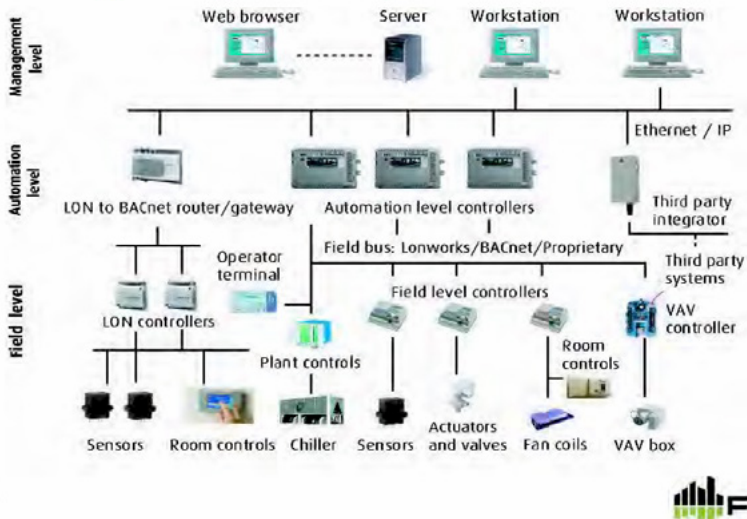 Management
level
Web browser
Server
Workstation
Workstation
Ethernet / IP
Automation
level
LON to BACnet router/gateway
Automation level controllers
Third party
integrator
Field bus: Lonworks/BACnet/Proprietary
Third party
systems
Field level
Operator
terminal
Field level controllers
LON controllers
VAV
controller
Plant controls
Room
controls
Sensors
Room controls
Chiller
Sensors
Actuators
and valves
Fan coils
VAV box
F